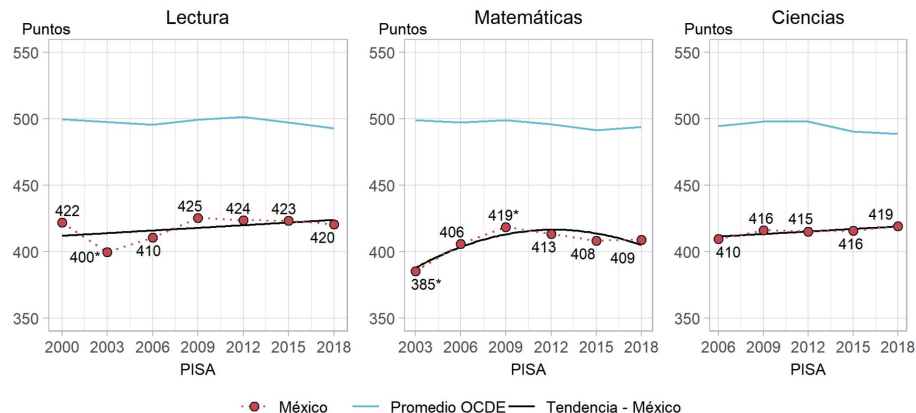 Lectura
Puntos
550
500
450
400
350
422
400*
410
425
424
423
420
2000 2003 2006 2009 2012 2015 2018
PISA
Matemáticas
Puntos
550
500
450
400
350
385*
406
419*
413
408
409
2003 2006 2009 2012 2015 2018
PISA
Ciencias
Puntos
550
500
450
400
350
410
416
415
416
419
2006 2009 2012 2015 2018
PISA
México Promedio OCDE Tendencia - México